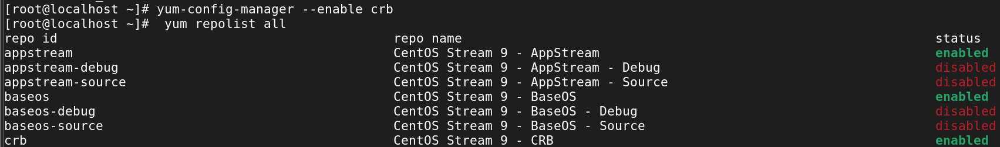 [root@localhost ~]# yum-config-manager --enable crb
[root@localhost ~]#  yum repolist all
repo id                                            repo name                                                              status
appstream                                          CentOS Stream 9 - AppStream                                            enabled
appstream-debug                                    CentOS Stream 9 - AppStream - Debug                                    disabled
appstream-source                                   CentOS Stream 9 - AppStream - Source                                   disabled
baseos                                             CentOS Stream 9 - BaseOS                                               enabled
baseos-debug                                       CentOS Stream 9 - BaseOS - Debug                                       disabled
baseos-source                                      CentOS Stream 9 - BaseOS - Source                                      disabled
crb                                                CentOS Stream 9 - CRB                                                  enabled